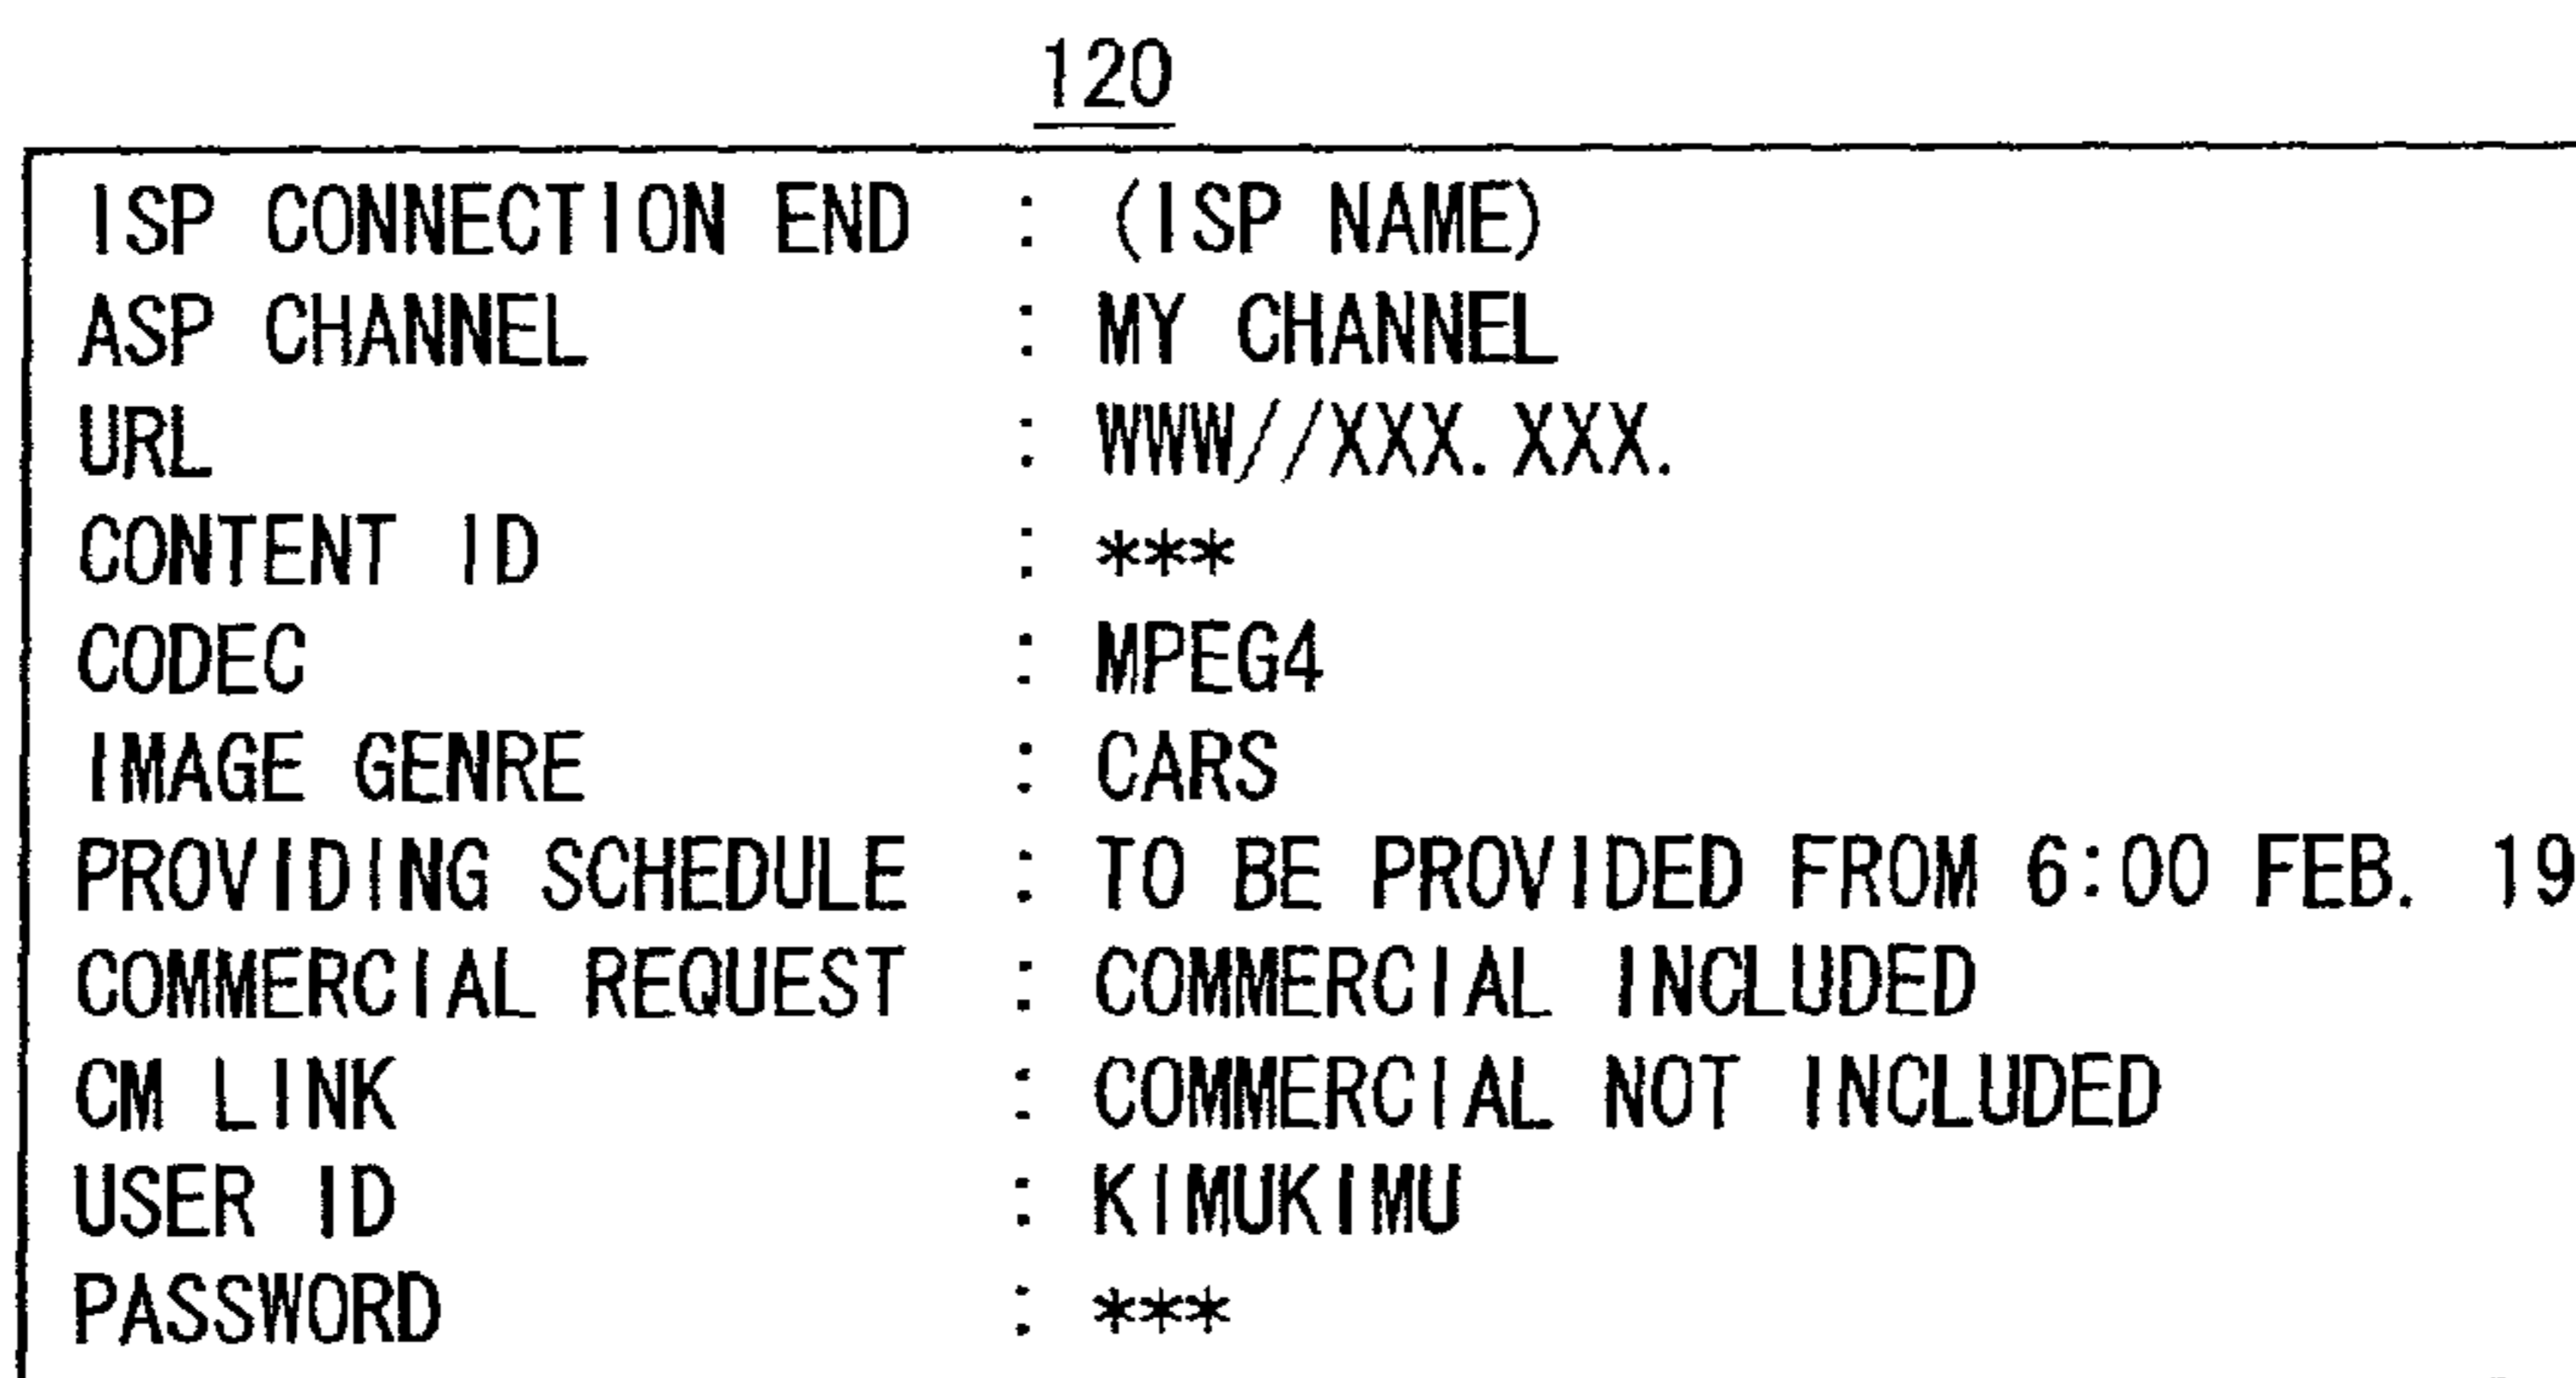 120
ISP CONNECTION END : (ISP NAME)
ASP CHANNEL : MY CHANNEL
URL : WWW//XXX.XXX.
CONTENT ID : ***
CODEC : MPEG4
IMAGE GENRE : CARS
PROVIDING SCHEDULE : TO BE PROVIDED FROM 6:00 FEB. 19
COMMERCIAL REQUEST : COMMERCIAL INCLUDED
CM LINK : COMMERCIAL NOT INCLUDED
USER ID : KIMUKIMU
PASSWORD : ***